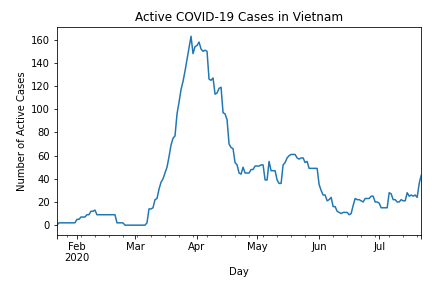 Active COVID-19 Cases in Vietnam
Number of Active Cases
160
140
120
100
80
60
40
20
0
Feb Mar Apr May Jun Jul
2020
Day